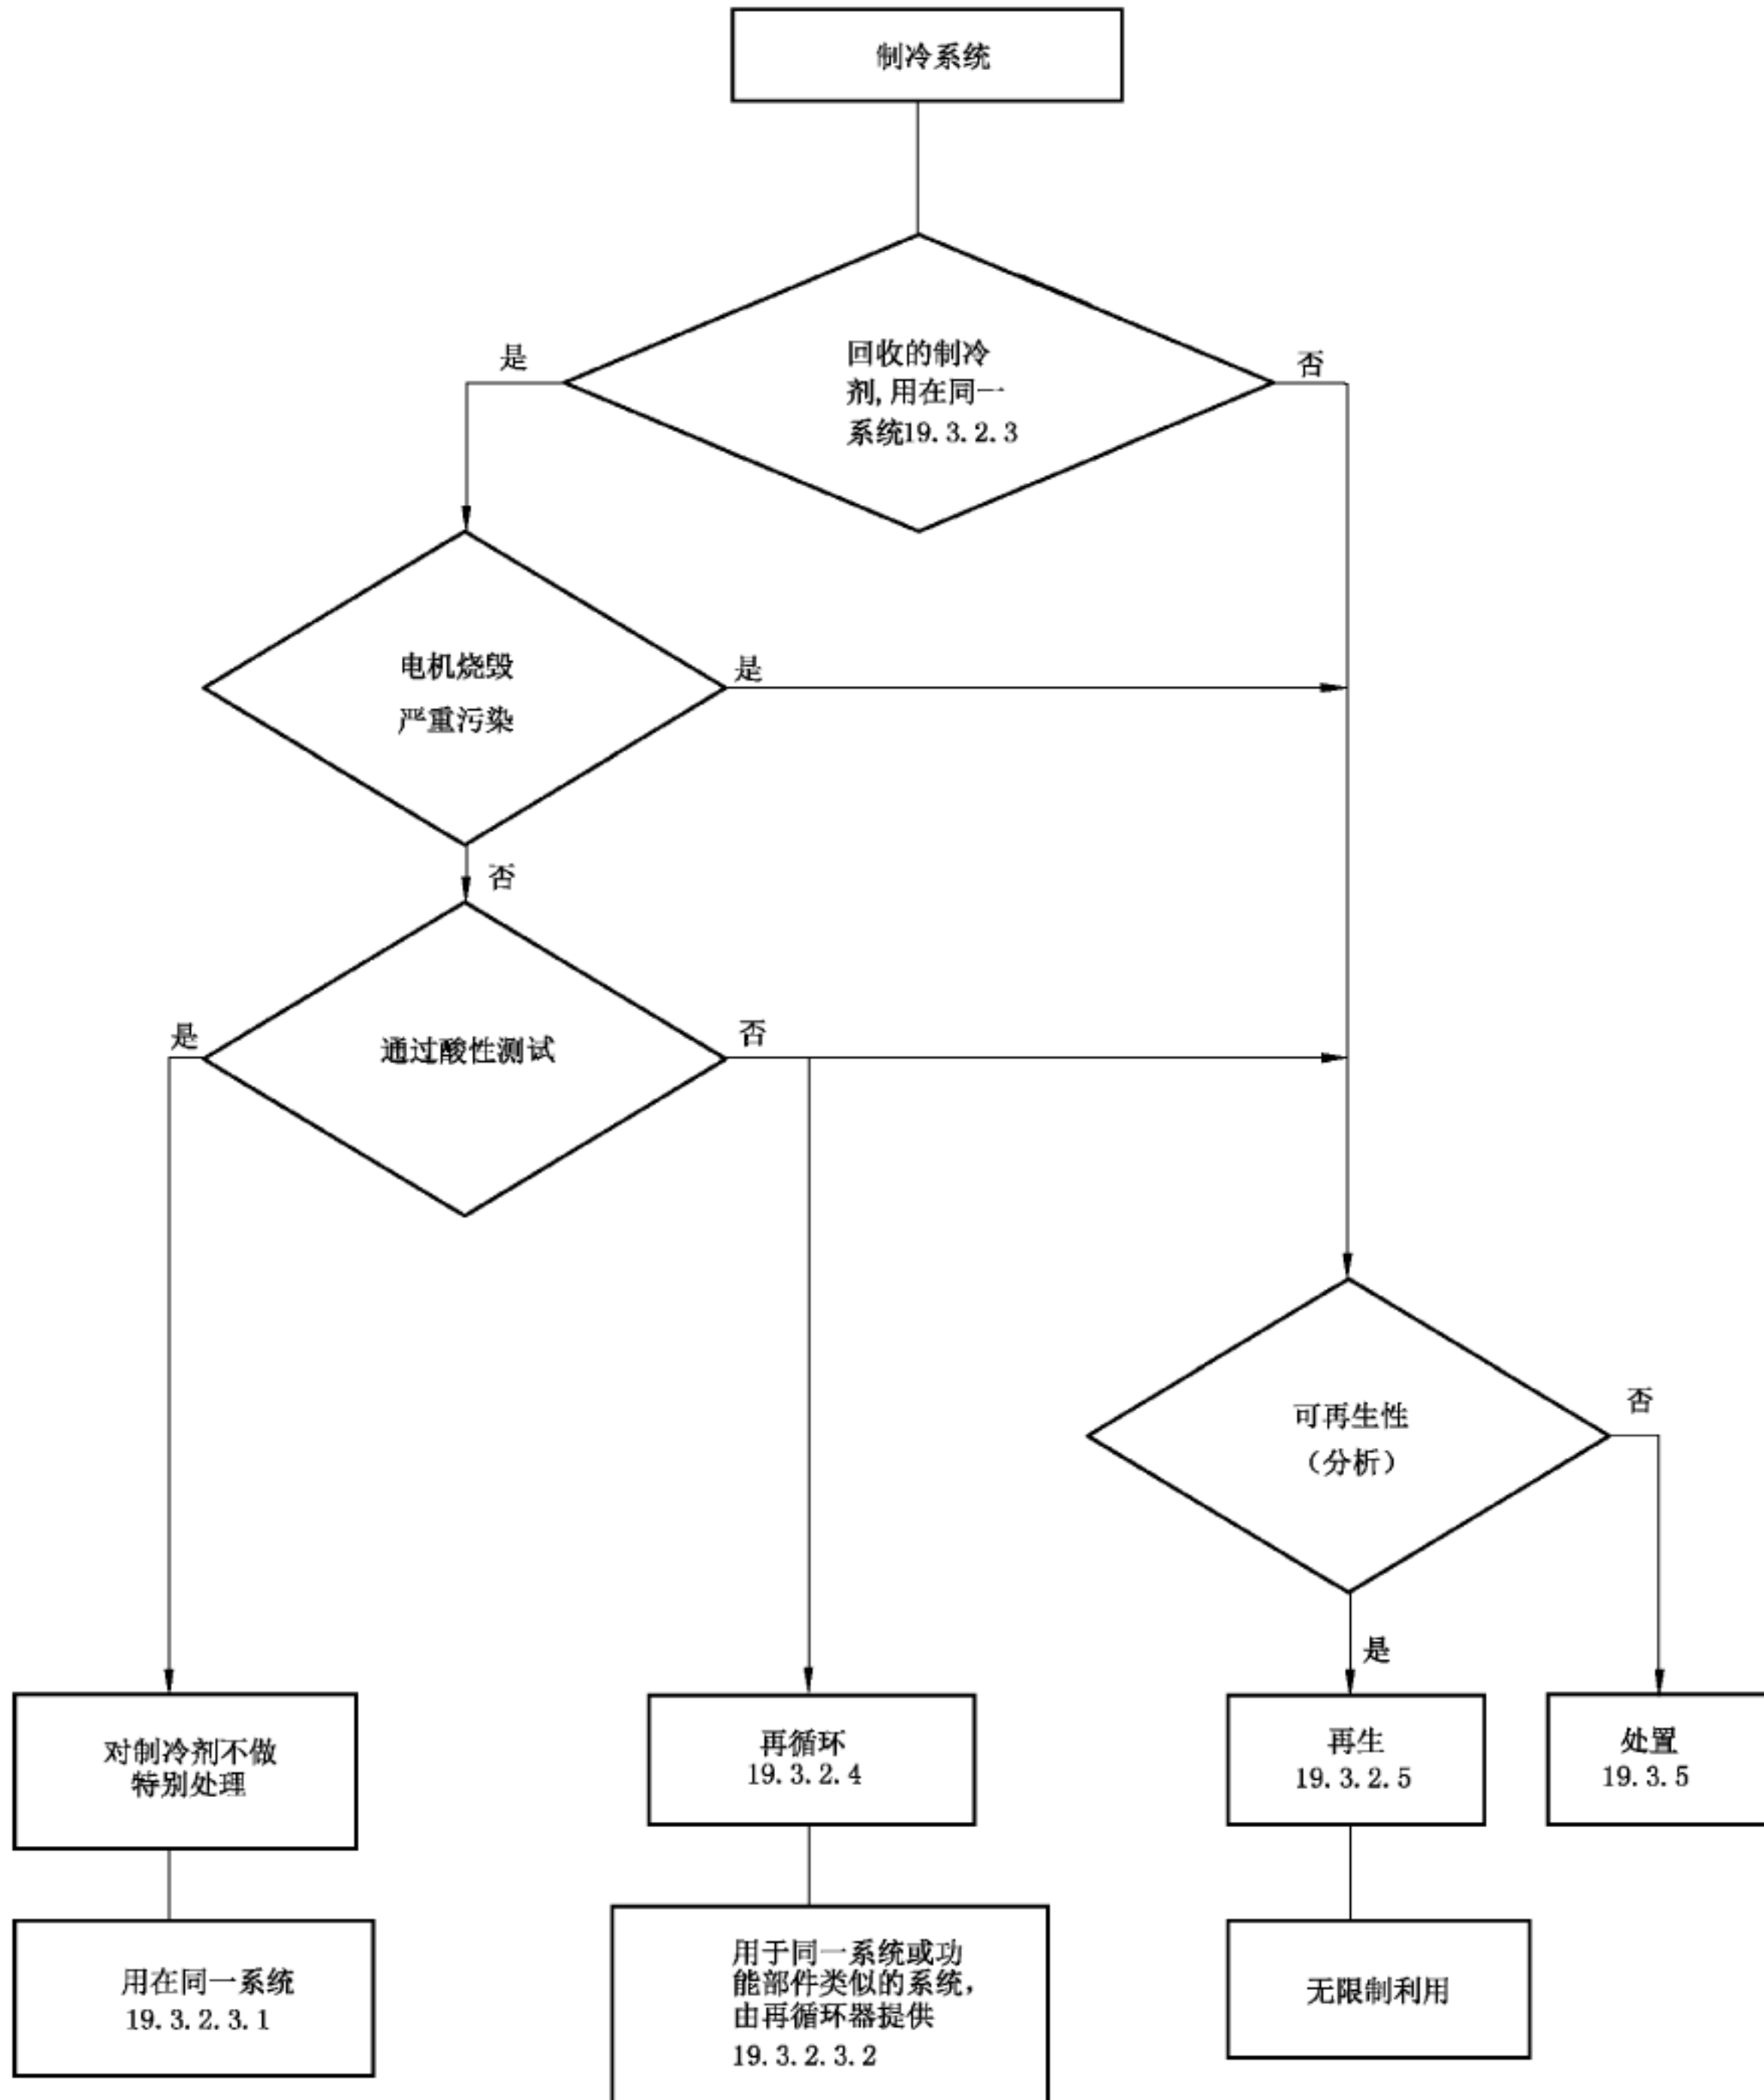 制冷系统
是
回收的制冷
剂,用在同一
系统19.3.2.3
否
电机烧毁
严重污染
是
否
是
通过酸性测试
否
可再生性
(分析)
否
是
对制冷剂不做
特别处理
再循环
19.3.2.4
再生
19.3.2.5
处置
19.3.5
用在同一系统
19.3.2.3.1
用于同一系统或功
能部件类似的系统,
由再循环器提供
19.3.2.3.2
无限制利用